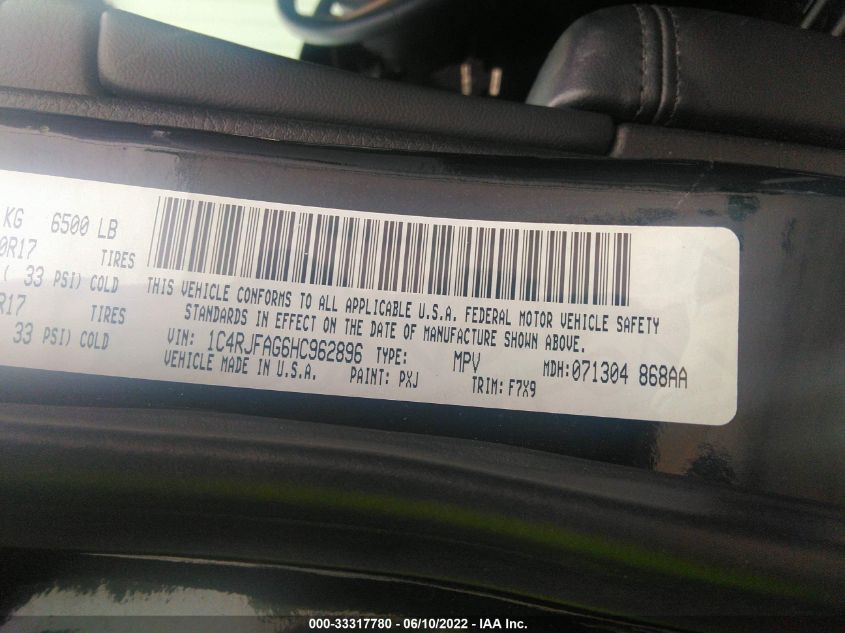 KG 6500 LB
0R17 TIRES
( 33 PSI) COLD
R17 TIRES
33 PSI) COLD
THIS VEHICLE CONFORMS TO ALL APPLICABLE U.S.A. FEDERAL MOTOR VEHICLE SAFETY
STANDARDS IN EFFECT ON THE DATE OF MANUFACTURE SHOWN ABOVE.
VIN: 1C4RJFAG6HC962896 TYPE: MPV MDH: 071304 868AA
VEHICLE MADE IN U.S.A. PAINT: PXJ TRIM: F7X9
000-33317780 - 06/10/2022 - IAA Inc.